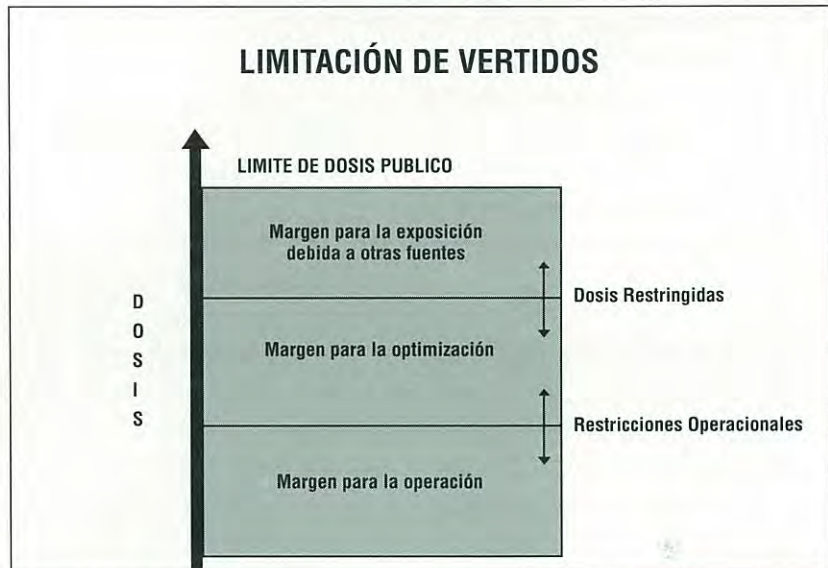 LIMITACIÓN DE VERTIDOS
LIMITE DE DOSIS PUBLICO
Margen para la exposición
debida a otras fuentes
Dosis Restringidas
DOSIS
Margen para la optimización
Restricciones Operacionales
Margen para la operación